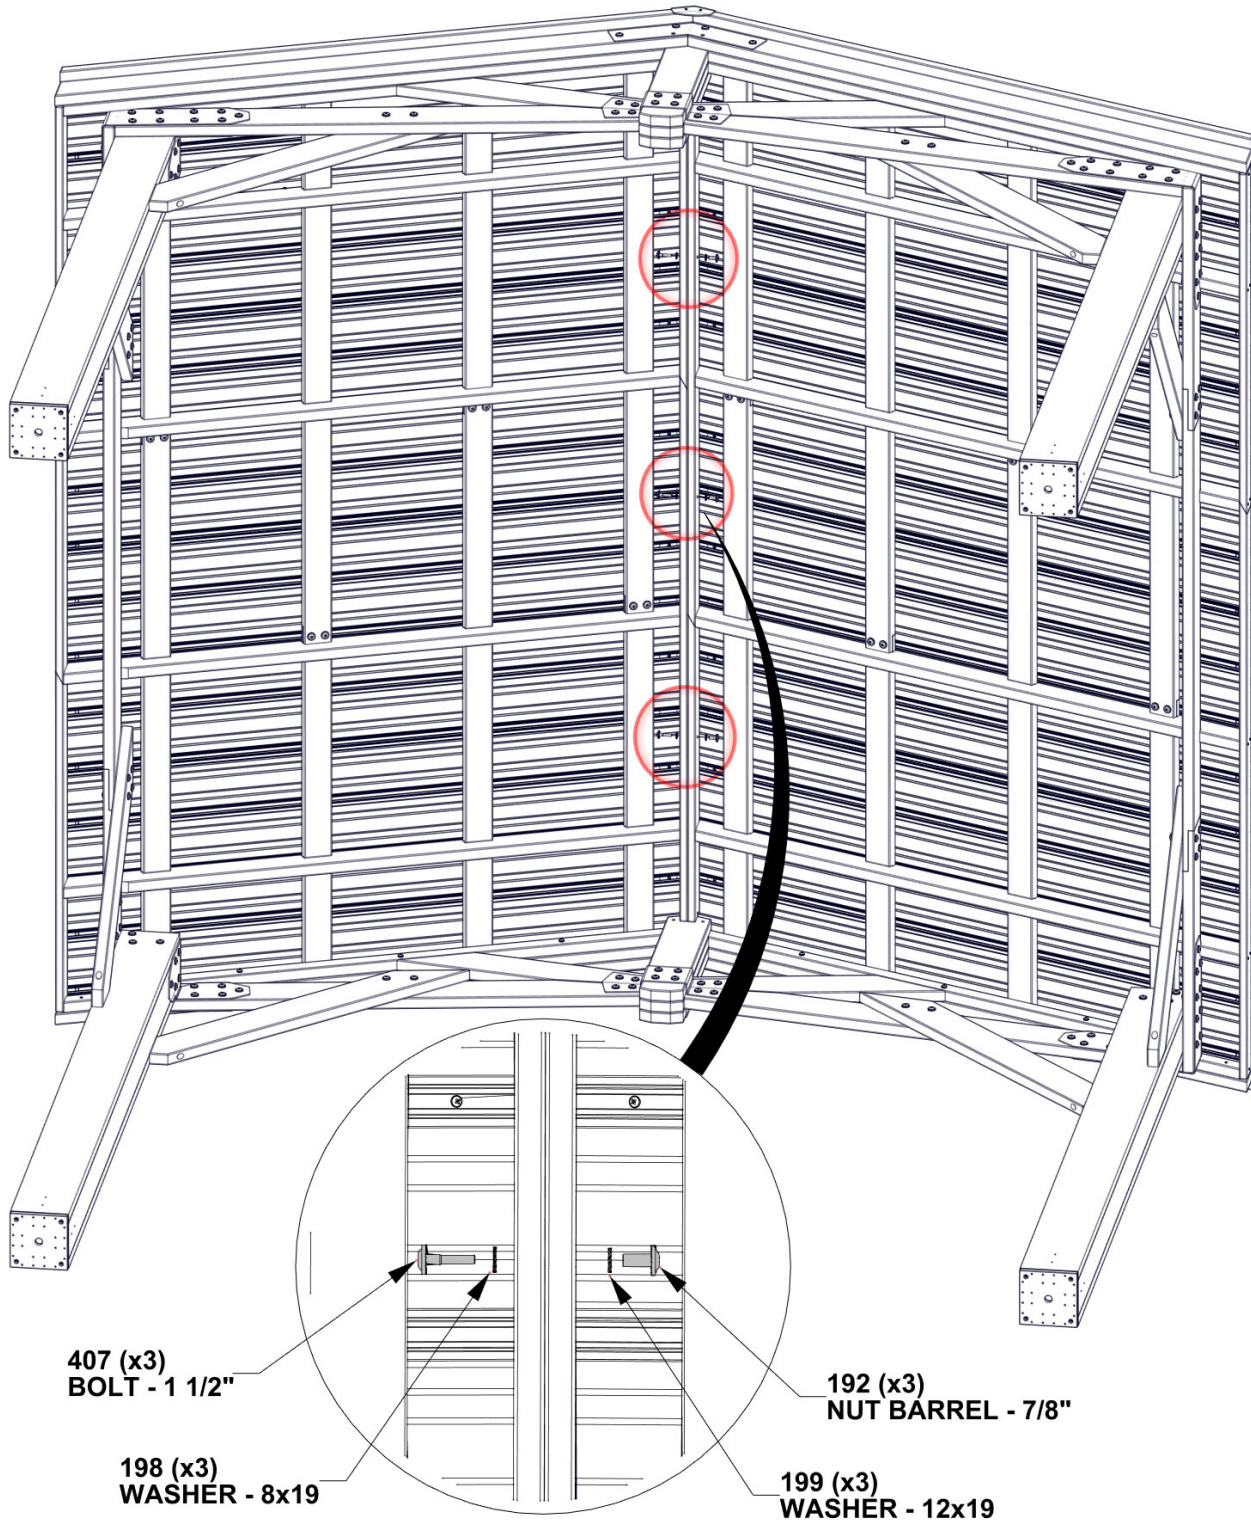 407 (x3)
BOLT - 1 1/2"
198 (x3)
WASHER - 8x19
192 (x3)
NUT BARREL - 7/8"
199 (x3)
WASHER - 12x19